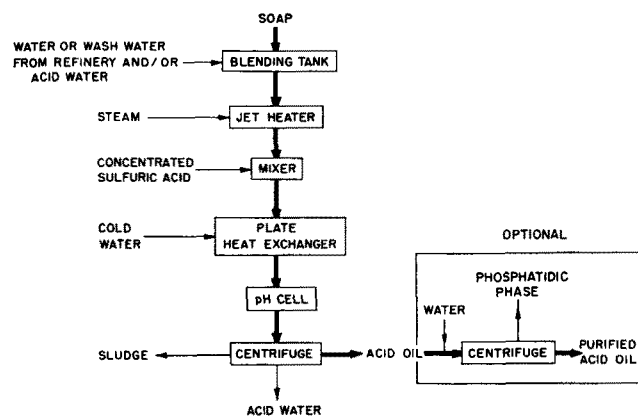 SOAP
WATER OR WASH WATER
FROM REFINERY AND/OR
ACID WATER
BLENDING TANK
STEAM
JET HEATER
CONCENTRATED
SULFURIC ACID
MIXER
COLD
WATER
PLATE
HEAT EXCHANGER
pH CELL
SLUDGE
CENTRIFUGE
ACID OIL
ACID WATER
OPTIONAL
PHOSPHATIDIC
PHASE
WATER
CENTRIFUGE
PURIFIED
ACID OIL